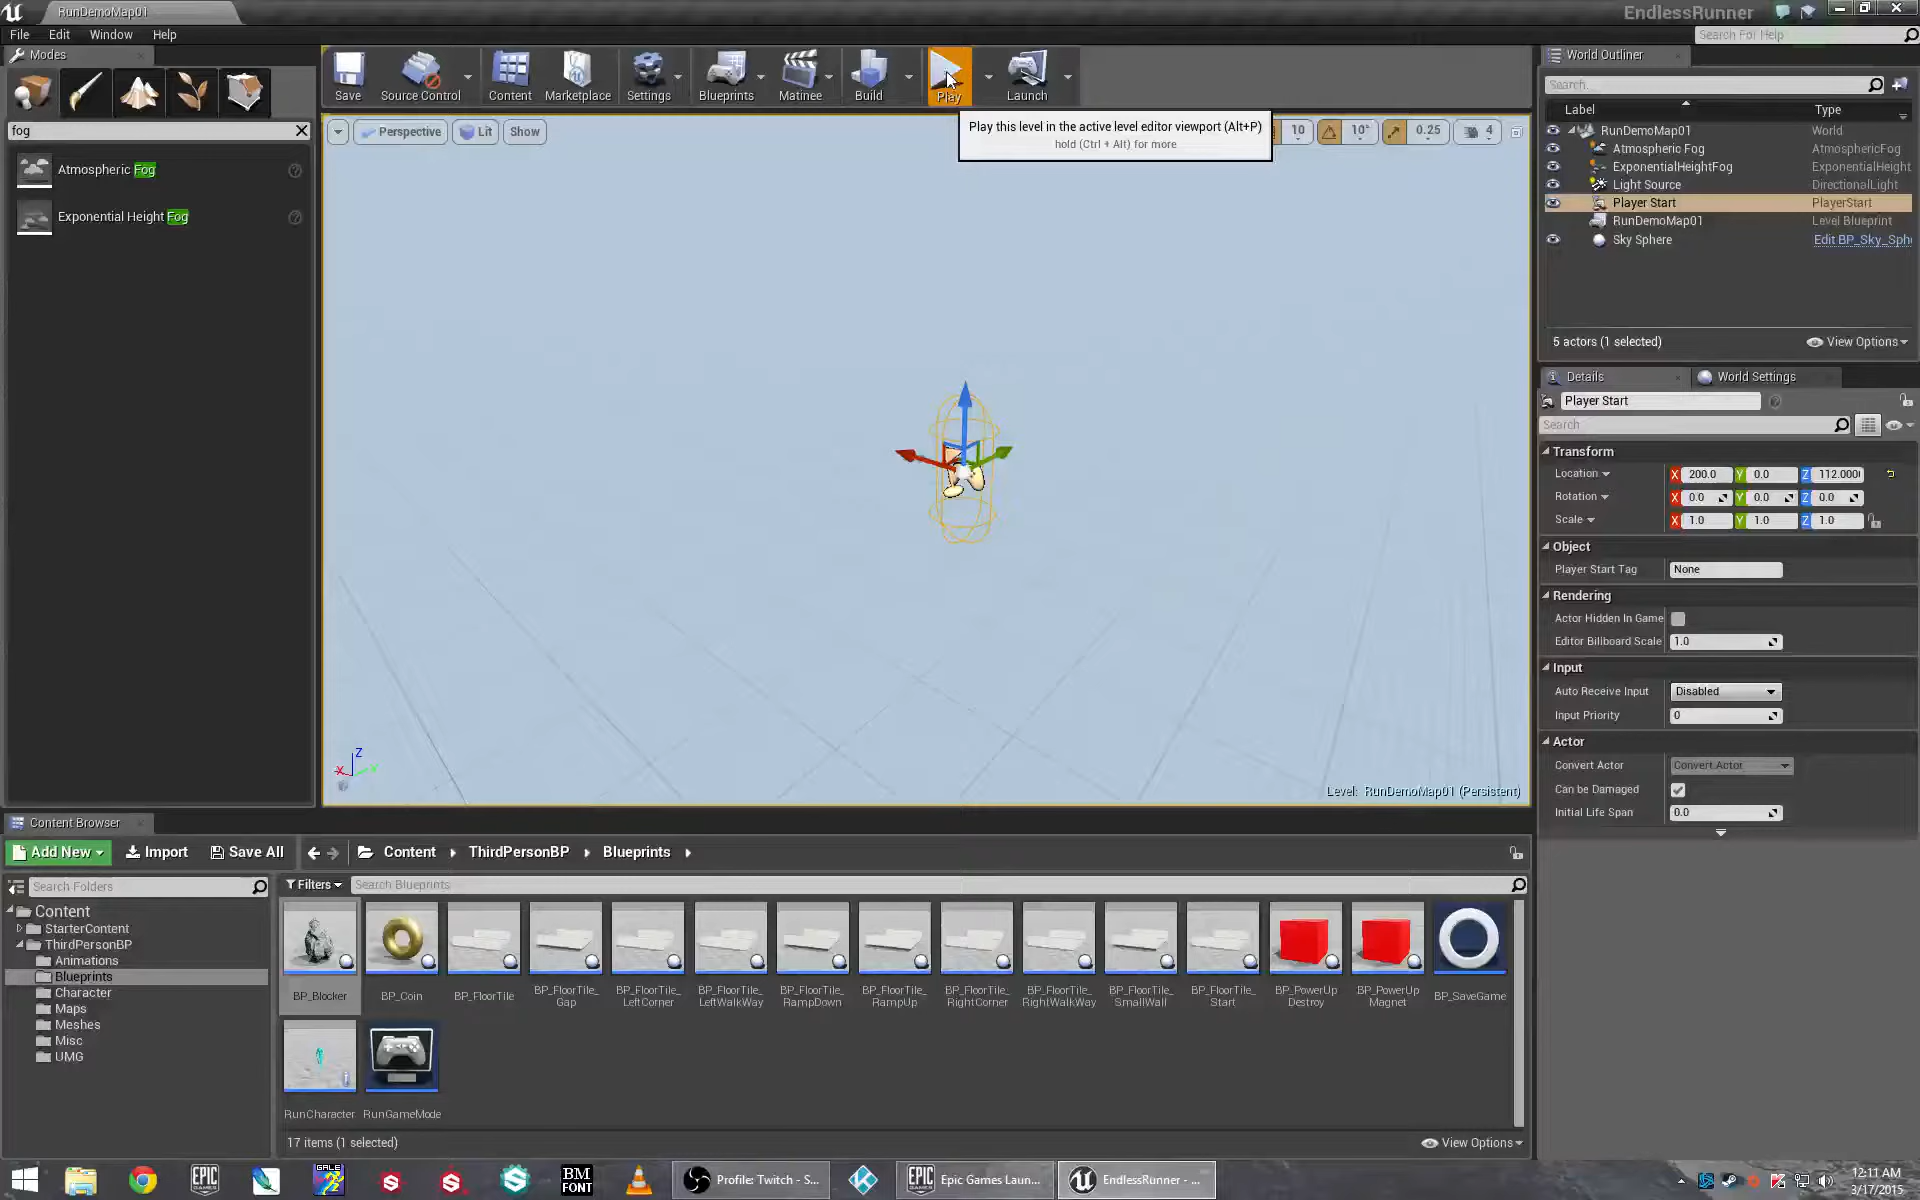 RunDemoMap01
EndlessRunner
File Edit Window Help
Search For Help
Modes
Save
Source Control
Content
Marketplace
Settings
Blueprints
Matinee
Build
Play
Launch
World Outliner
fog
Perspective
Lit
Show
Play this level in the active level editor viewport (Alt+P)
hold (Ctrl + Alt) for more
10
10°
0.25
4
Search.
Label Type
RunDemoMap01 World
Atmospheric Fog AtmosphericFog
ExponentialHeightFog ExponentialHeight
Light Source DirectionalLight
Player Start PlayerStart
RunDemoMap01 Level Blueprint
Sky Sphere Edit BP_Sky_Sph
Atmospheric Fog
Exponential Height Fog
5 actors (1 selected)
View Options
Details
World Settings
Player Start
Search
Transform
Location X 200.0 Y 0.0 Z 112.000
Rotation X 0.0 Y 0.0 Z 0.0
Scale X 1.0 Y 1.0 Z 1.0
Object
Player Start Tag None
Rendering
Actor Hidden In Game
Editor Billboard Scale 1.0
Input
Auto Receive Input Disabled
Input Priority 0
Actor
Convert Actor Convert Actor
Can be Damaged
Initial Life Span 0.0
Z
X Y
Level: RunDemoMap01 (Persistent)
Content Browser
Add New
Import
Save All
Content
ThirdPersonBP
Blueprints
Search Folders
Filters
Search Blueprints
Content
StarterContent
ThirdPersonBP
Animations
Blueprints
Character
Maps
Meshes
Misc
UMG
BP_Blocker
BP_Coin
BP_FloorTile
BP_FloorTile_
Gap
BP_FloorTile_
LeftCorner
BP_FloorTile_
LeftWalkWay
BP_FloorTile_
RampDown
BP_FloorTile_
RampUp
BP_FloorTile_
RightCorner
BP_FloorTile_
RightWalkWay
BP_FloorTile_
SmallWall
BP_FloorTile_
Start
BP_PowerUp
Destroy
BP_PowerUp
Magnet
BP_SaveGame
RunCharacter
RunGameMode
17 items (1 selected)
View Options
EPIC
GAMES
BM
FONT
Profile: Twitch - S...
EPIC
Epic Games Laun...
EndlessRunner - ...
12:11 AM
3/17/2015